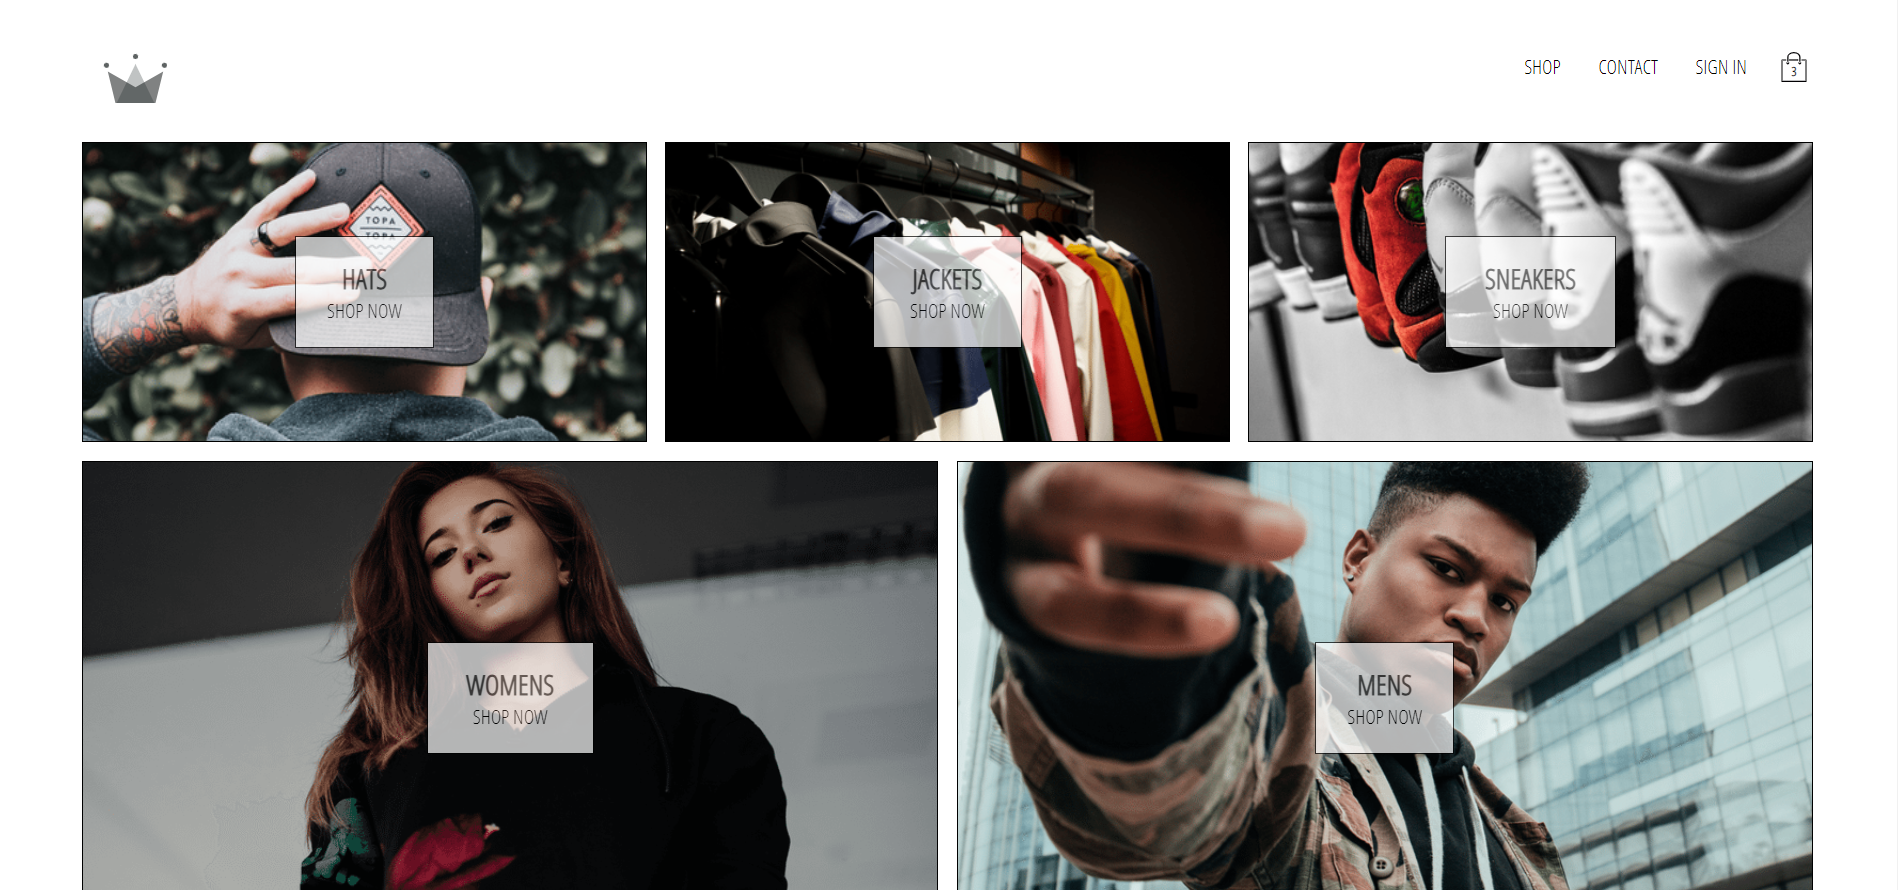 SHOP CONTACT SIGN IN 3
TOPA
TOPA
HATS
SHOP NOW
JACKETS
SHOP NOW
SNEAKERS
SHOP NOW
WOMENS
SHOP NOW
MENS
SHOP NOW